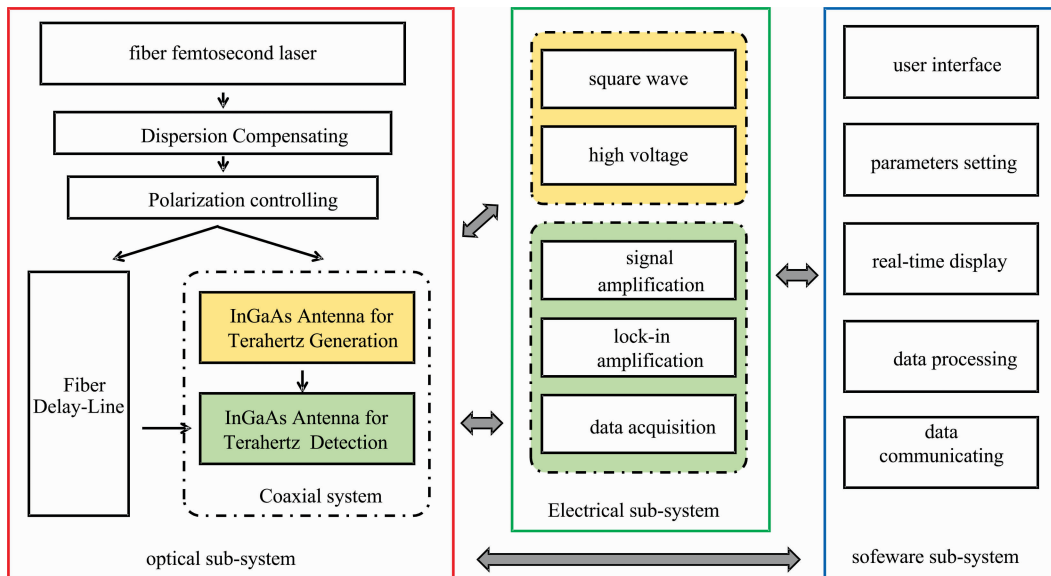 fiber femtosecond laser
Dispersion Compensating
Polarization controlling
Fiber
Delay-Line
InGaAs Antenna for
Terahertz Generation
InGaAs Antenna for
Terahertz Detection
Coaxial system
optical sub-system
square wave
high voltage
signal
amplification
lock-in
amplification
data acquisition
Electrical sub-system
user interface
parameters setting
real-time display
data processing
data
communicating
sofeware sub-system